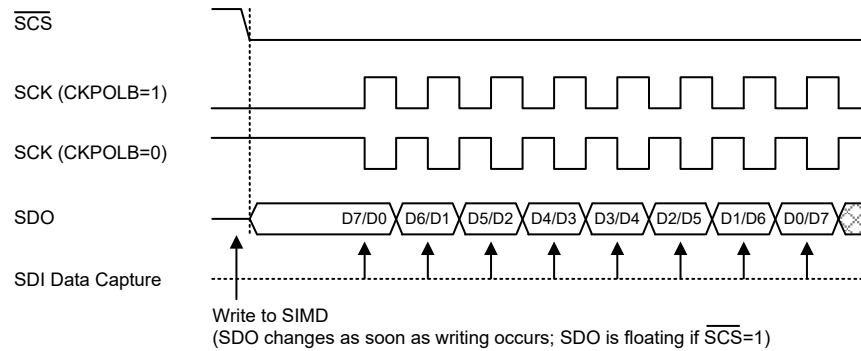 SCS
SCK (CKPOLB=1)
SCK (CKPOLB=0)
SDO
D7/D0 D6/D1 D5/D2 D4/D3 D3/D4 D2/D5 D1/D6 D0/D7
SDI Data Capture
Write to SIMD
(SDO changes as soon as writing occurs; SDO is floating if SCS=1)